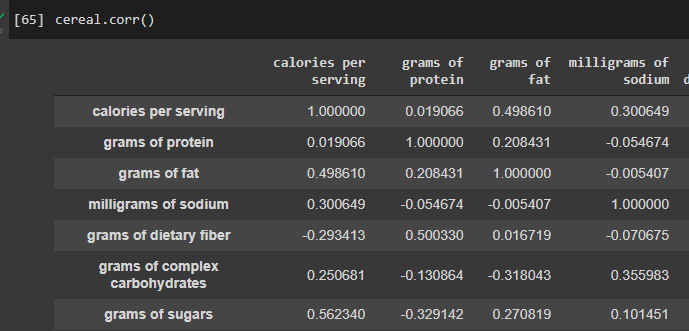 [65] cereal.corr()
calories per serving grams of protein grams of fat milligrams of sodium
calories per serving 1.000000 0.019066 0.498610 0.300649
grams of protein 0.019066 1.000000 0.208431 -0.054674
grams of fat 0.498610 0.208431 1.000000 -0.005407
milligrams of sodium 0.300649 -0.054674 -0.005407 1.000000
grams of dietary fiber -0.293413 0.500330 0.016719 -0.070675
grams of complex carbohydrates 0.250681 -0.130864 -0.318043 0.355983
grams of sugars 0.562340 -0.329142 0.270819 0.101451